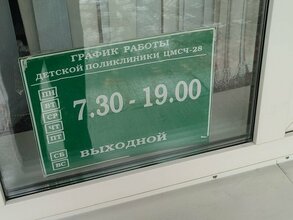 ГРАФИК РАБОТЫ
ДЕТСКОЙ ПОЛИКЛИНИКИ ЦМСЧ-28
ПН
ВТ
СР
ЧТ
ПТ
7.30 - 19.00
СБ
ВС
ВЫХОДНОЙ